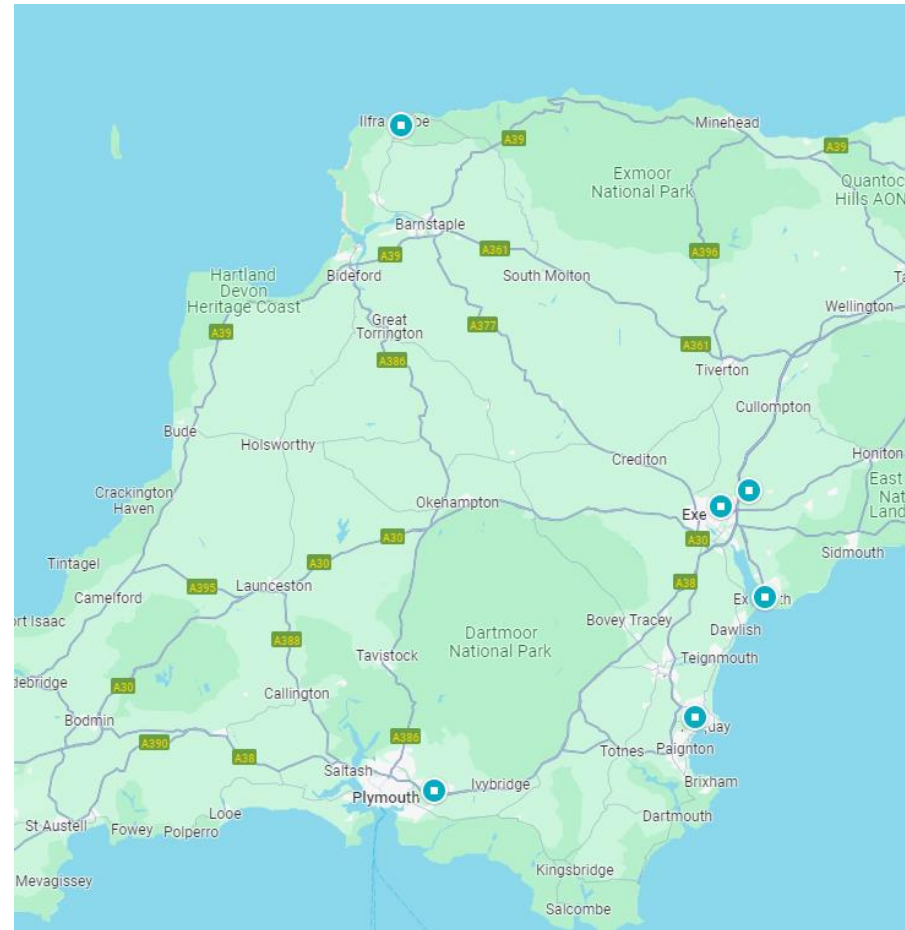 Ilfra be
Minehead
A39
A39
Exmoor
National Park
Quantoc
Hills AON
Barnstaple
A361
A396
A39
South Molton
Hartland
Devon
Heritage Coast
Bideford
Ta
Wellington
Great
Torrington
A377
A39
A361
A386
Tiverton
Cullompton
Bude
Holsworthy
Crediton
Honiton
East
Nat
Land
Crackington
Haven
Okehampton
Exe
A30
A30
Sidmouth
A30
Tintagel
A395
Launceston
A38
Camelford
Ex th
ort Isaac
Bovey Tracey
Dawlish
A388
Dartmoor
National Park
Tavistock
Teignmouth
debridge
A30
Callington
Bodmin
quay
A390
A386
A38
Totnes
Paignton
Saltash
Ivybridge
Brixham
Plymouth
Looe
Dartmouth
St Austell
Fowey
Polperro
Kingsbridge
Mevagissey
Salcombe